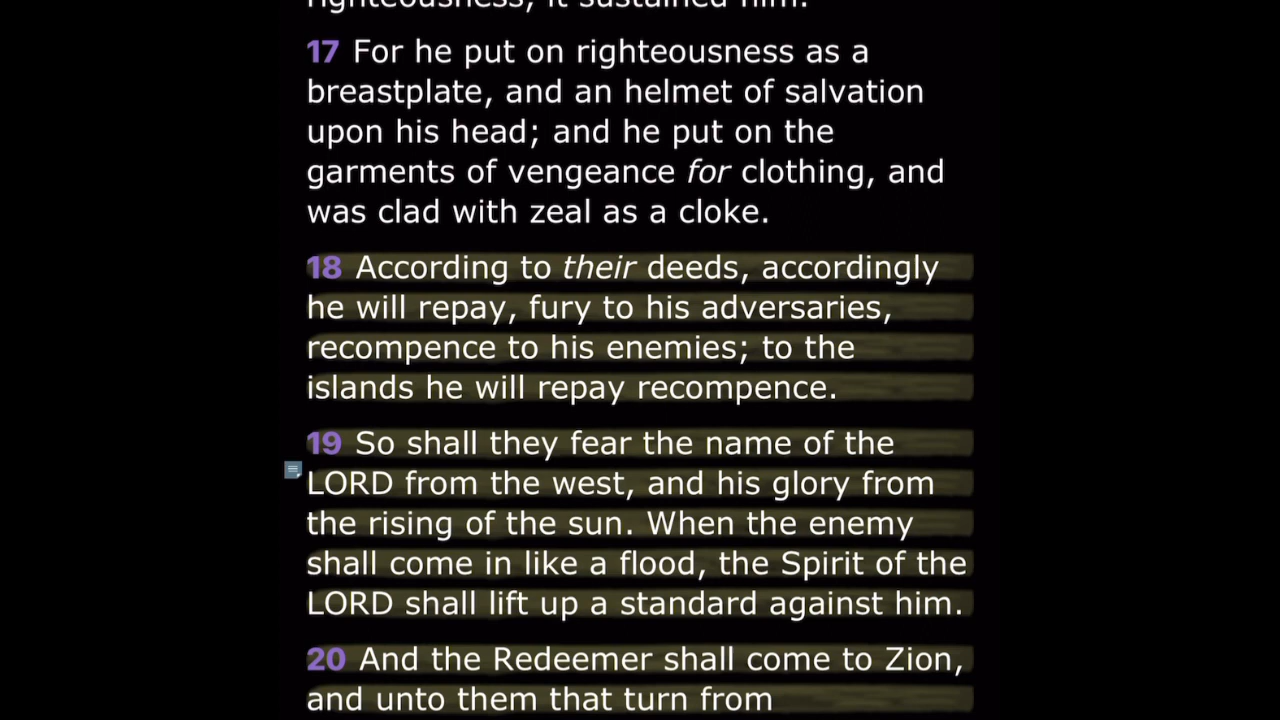 righteousness, it sustained him.
17 For he put on righteousness as a
breastplate, and an helmet of salvation
upon his head; and he put on the
garments of vengeance for clothing, and
was clad with zeal as a cloke.
18 According to their deeds, accordingly
he will repay, fury to his adversaries,
recompence to his enemies; to the
islands he will repay recompence.
19 So shall they fear the name of the
LORD from the west, and his glory from
the rising of the sun. When the enemy
shall come in like a flood, the Spirit of the
LORD shall lift up a standard against him.
20 And the Redeemer shall come to Zion,
and unto them that turn from